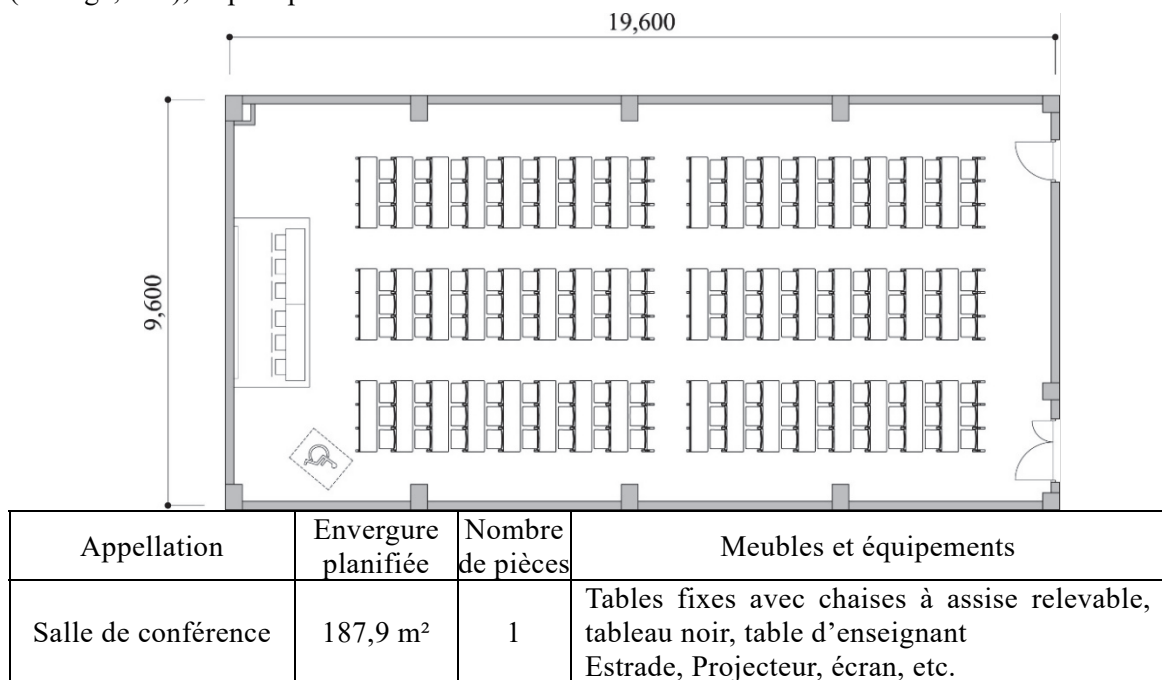 19,600
9,600
Appellation
Envergure
planifiée
Nombre
de pièces
Meubles et équipements
Salle de conférence
187,9 m²
1
Tables fixes avec chaises à assise relevable,
tableau noir, table d’enseignant
Estrade, Projecteur, écran, etc.